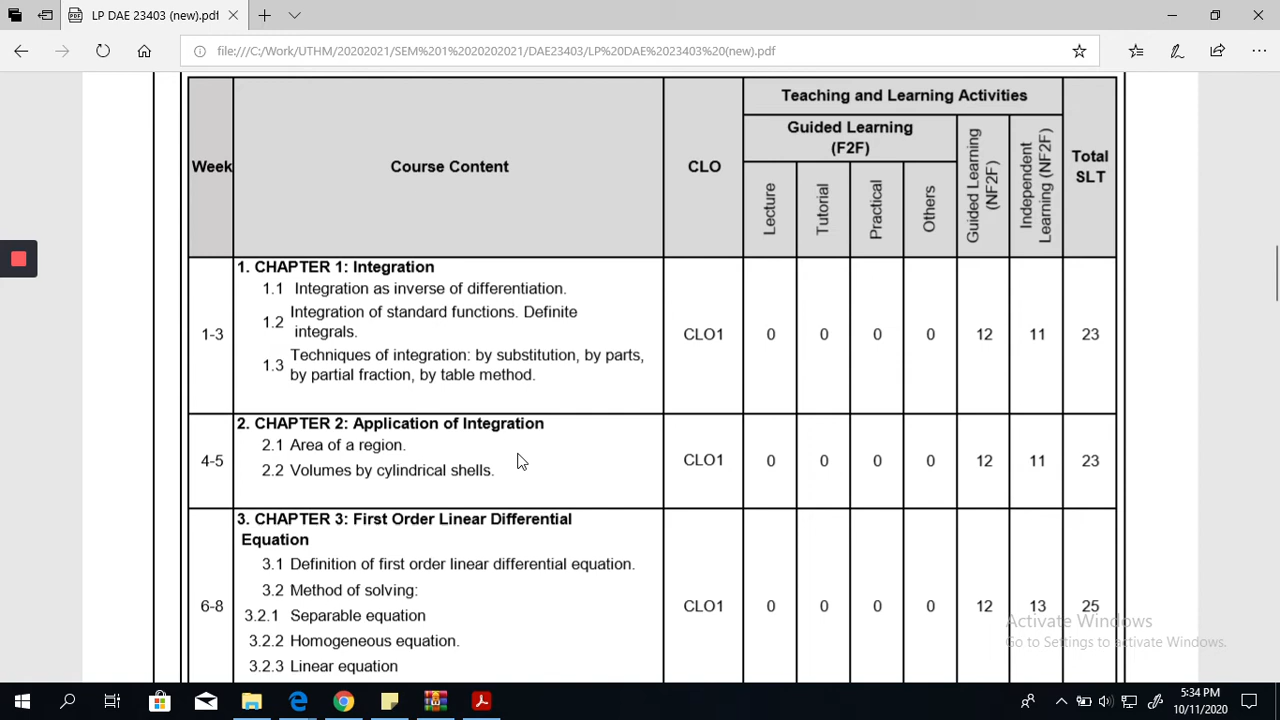 LP DAE 23403 (new).pdf
file:///C:/Work/UTHM/20202021/SEM%201%2020202021/DAE23403/LP%20DAE%2023403%20(new).pdf
Week
Course Content
CLO
Teaching and Learning Activities
Guided Learning
(F2F)
Lecture
Tutorial
Practical
Others
Guided Learning
(NF2F)
Independent
Learning (NF2F)
Total
SLT
1. CHAPTER 1: Integration
1.1 Integration as inverse of differentiation.
1.2 Integration of standard functions. Definite
integrals.
1.3 Techniques of integration: by substitution, by parts,
by partial fraction, by table method.
1-3 CLO1 0 0 0 0 12 11 23
2. CHAPTER 2: Application of Integration
2.1 Area of a region.
2.2 Volumes by cylindrical shells.
4-5 CLO1 0 0 0 0 12 11 23
3. CHAPTER 3: First Order Linear Differential
Equation
3.1 Definition of first order linear differential equation.
3.2 Method of solving:
3.2.1 Separable equation
3.2.2 Homogeneous equation.
3.2.3 Linear equation
6-8 CLO1 0 0 0 0 12 13 25
Activate Windows
Go to Settings to activate Windows.
5:34 PM
10/11/2020